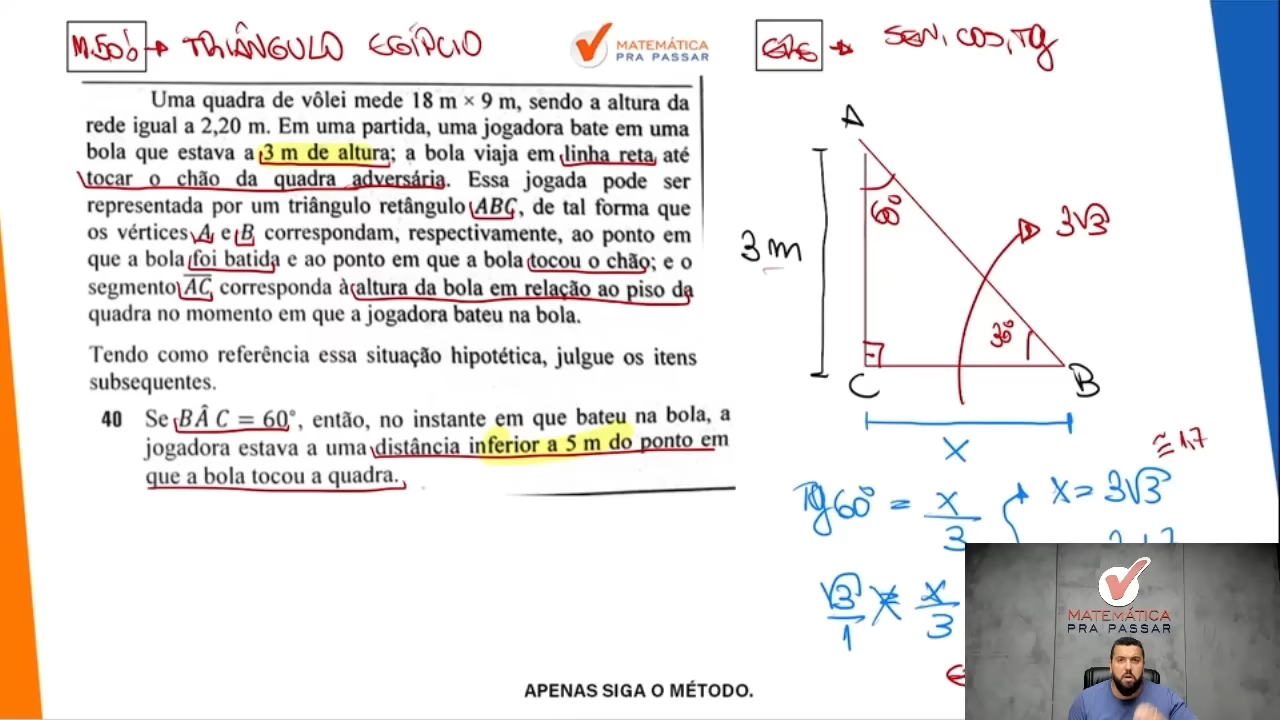 M.50% → TRIÂNGULO EGÍPCIO
MATEMÁTICA
PRA PASSAR
→ SEN, COS, Tg
Uma quadra de vôlei mede 18 m × 9 m, sendo a altura da
rede igual a 2,20 m. Em uma partida, uma jogadora bate em uma
bola que estava a 3 m de altura; a bola viaja em linha reta até
tocar o chão da quadra adversária. Essa jogada pode ser
representada por um triângulo retângulo ABC, de tal forma que
os vértices A e B correspondam, respectivamente, ao ponto em
que a bola foi batida e ao ponto em que a bola tocou o chão; e o
segmento A̅C̅ corresponda à altura da bola em relação ao piso da
quadra no momento em que a jogadora bateu na bola.
Tendo como referência essa situação hipotética, julgue os itens
subsequentes.
40 Se BÂC = 60°, então, no instante em que bateu na bola, a
jogadora estava a uma distância inferior a 5 m do ponto em
que a bola tocou a quadra.
A
60°
3√3
3 m
30°
C
B
x
≅1,7
Tg60° = x/3
x = 3√3
√3/1 = x/3
MATEMÁTICA
PRA PASSAR
APENAS SIGA O MÉTODO.